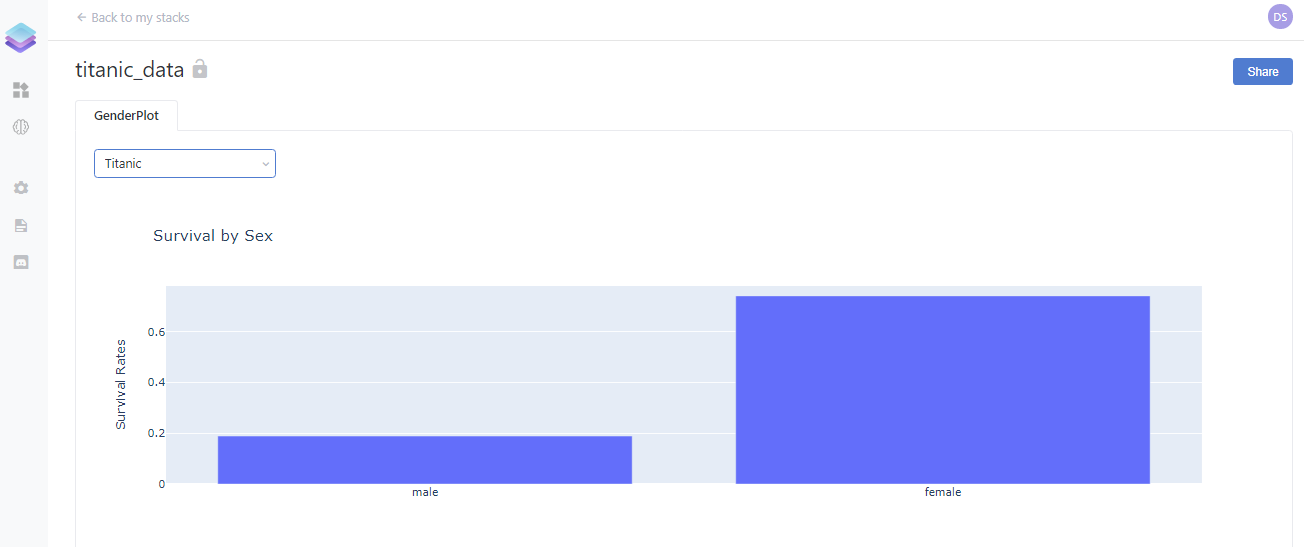 Back to my stacks
DS
titanic_data
Share
GenderPlot
Titanic
Survival by Sex
Survival Rates
0.6
0.4
0.2
0
male
female